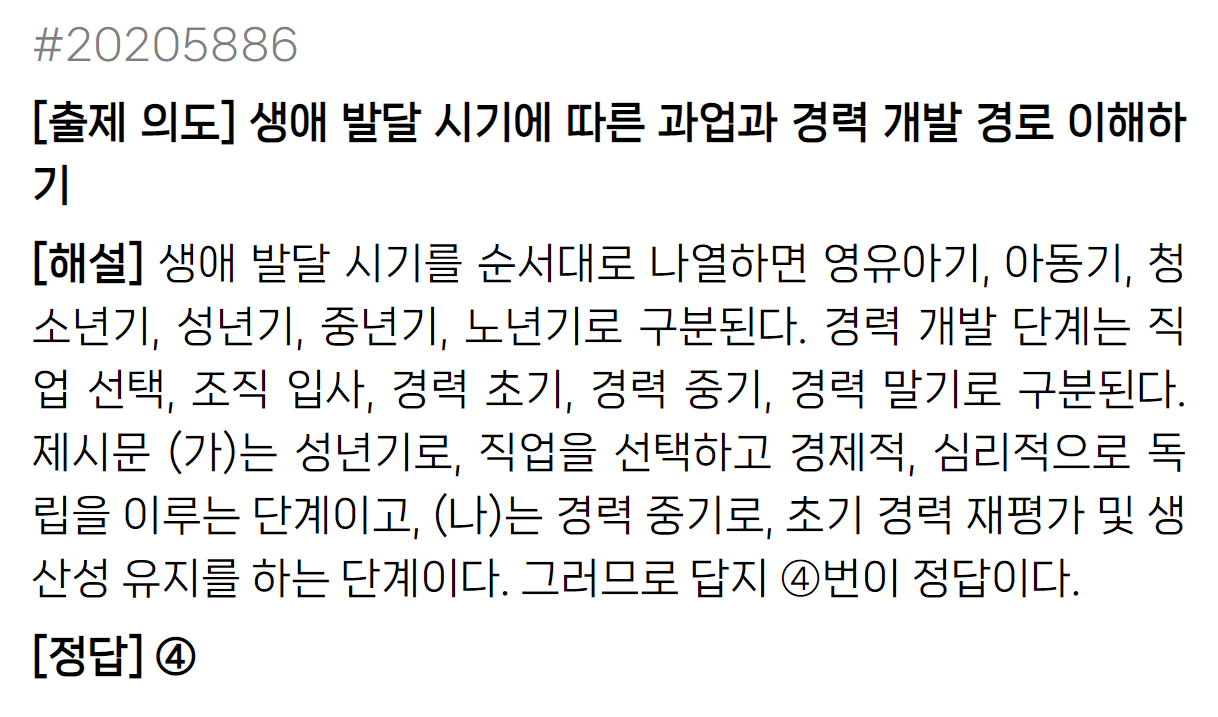 #20205886
[출제 의도] 생애 발달 시기에 따른 과업과 경력 개발 경로 이해하
기
[해설] 생애 발달 시기를 순서대로 나열하면 영유아기, 아동기, 청
소년기, 성년기, 중년기, 노년기로 구분된다. 경력 개발 단계는 직
업 선택, 조직 입사, 경력 초기, 경력 중기, 경력 말기로 구분된다.
제시문 (가)는 성년기로, 직업을 선택하고 경제적, 심리적으로 독
립을 이루는 단계이고, (나)는 경력 중기로, 초기 경력 재평가 및 생
산성 유지를 하는 단계이다. 그러므로 답지 ④번이 정답이다.
[정답] ④